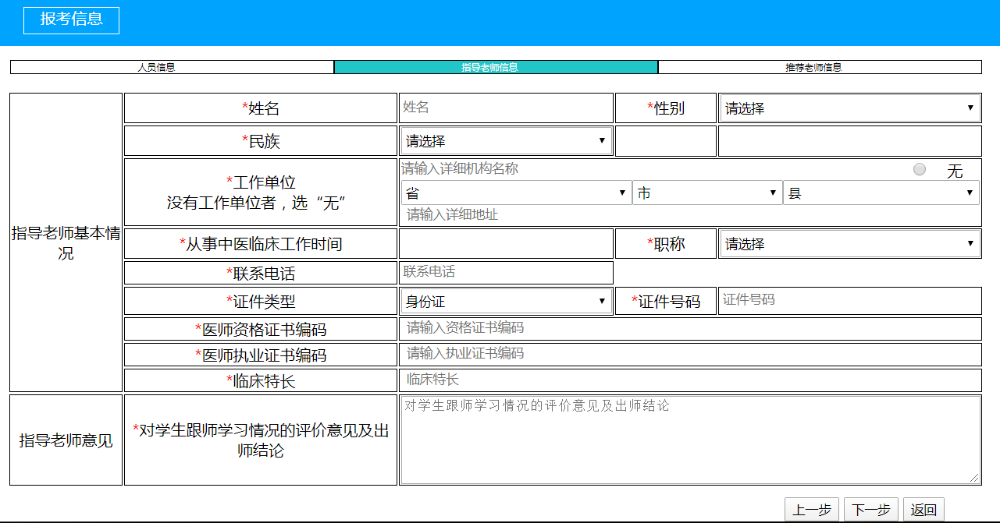 报考信息
人员信息 指导老师信息 推荐老师信息
*姓名 姓名 *性别 请选择
*民族 请选择
请输入详细机构名称 无
*工作单位
没有工作单位者，选“无”
省 市 县
请输入详细地址
指导老师基本情
况
*从事中医临床工作时间 *职称 请选择
*联系电话 联系电话
*证件类型 身份证 *证件号码 证件号码
*医师资格证书编码 请输入资格证书编码
*医师执业证书编码 请输入执业证书编码
*临床特长 临床特长
对学生跟师学习情况的评价意见及出师结论
指导老师意见
*对学生跟师学习情况的评价意见及出
师结论
上一步 下一步 返回